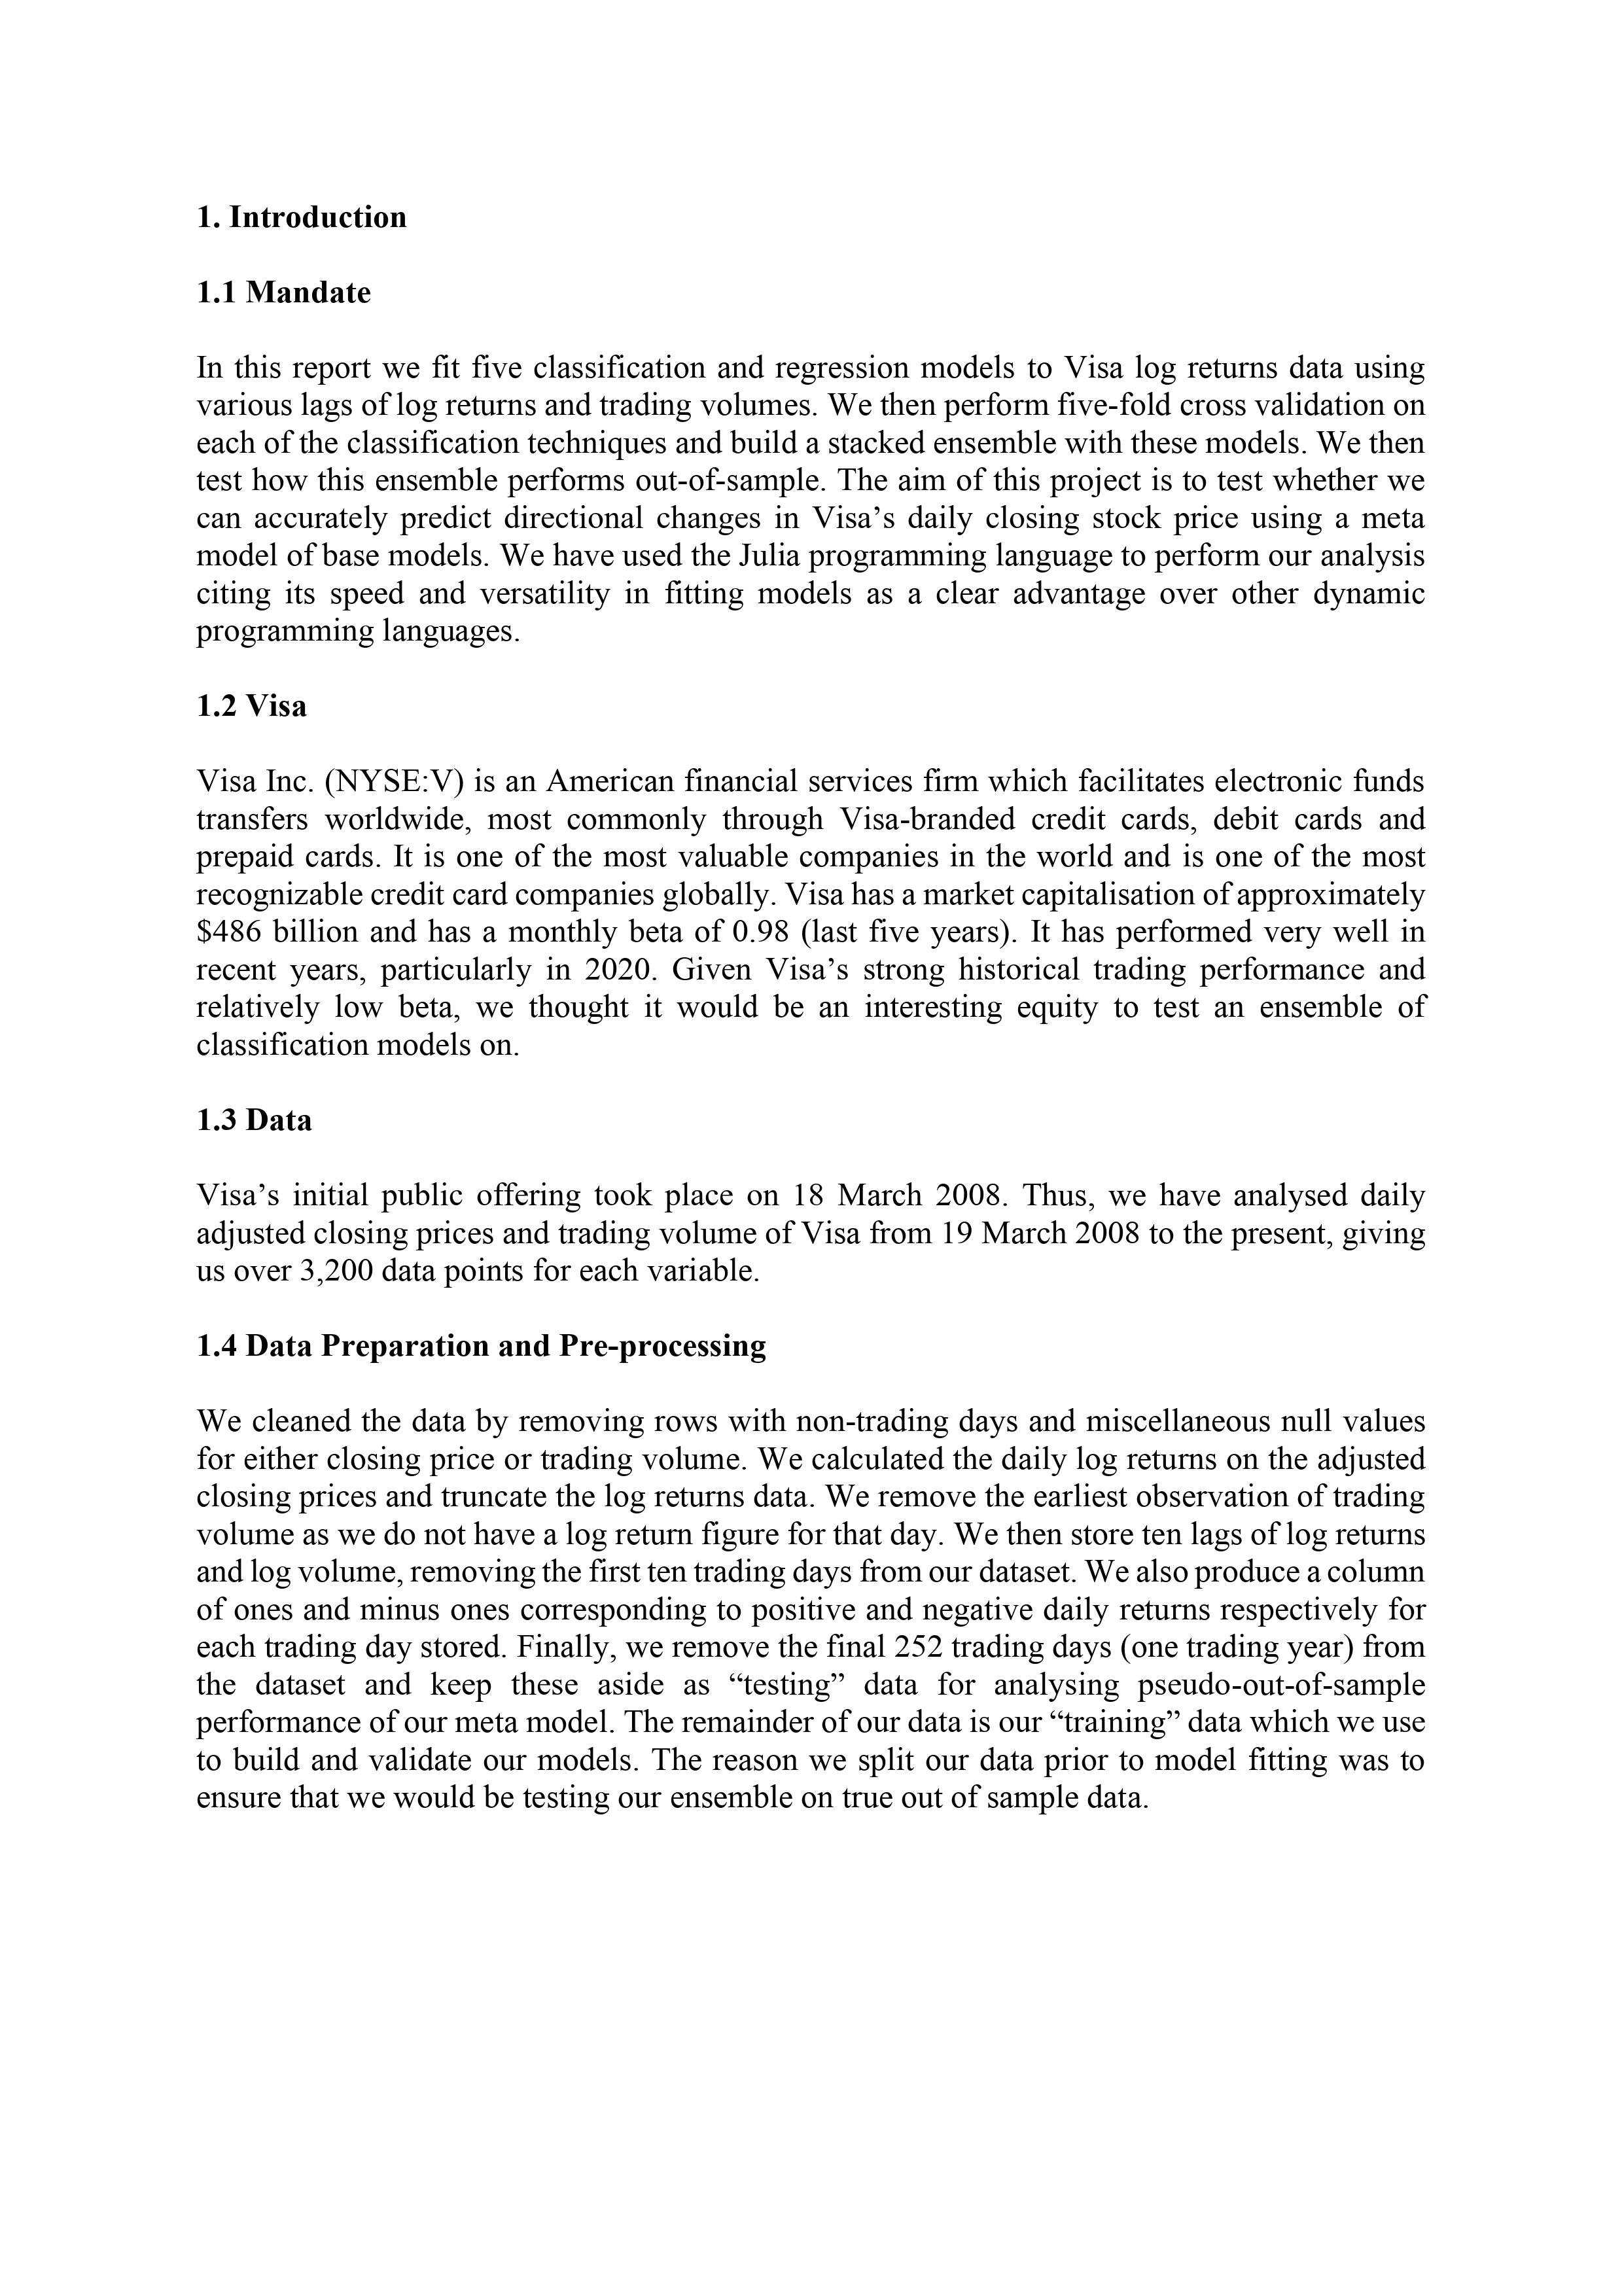 1. Introduction
1.1 Mandate
In this report we fit five classification and regression models to Visa log returns data using
various lags of log returns and trading volumes. We then perform five-fold cross validation on
each of the classification techniques and build a stacked ensemble with these models. We then
test how this ensemble performs out-of-sample. The aim of this project is to test whether we
can accurately predict directional changes in Visa’s daily closing stock price using a meta
model of base models. We have used the Julia programming language to perform our analysis
citing its speed and versatility in fitting models as a clear advantage over other dynamic
programming languages.
1.2 Visa
Visa Inc. (NYSE:V) is an American financial services firm which facilitates electronic funds
transfers worldwide, most commonly through Visa-branded credit cards, debit cards and
prepaid cards. It is one of the most valuable companies in the world and is one of the most
recognizable credit card companies globally. Visa has a market capitalisation of approximately
$486 billion and has a monthly beta of 0.98 (last five years). It has performed very well in
recent years, particularly in 2020. Given Visa’s strong historical trading performance and
relatively low beta, we thought it would be an interesting equity to test an ensemble of
classification models on.
1.3 Data
Visa’s initial public offering took place on 18 March 2008. Thus, we have analysed daily
adjusted closing prices and trading volume of Visa from 19 March 2008 to the present, giving
us over 3,200 data points for each variable.
1.4 Data Preparation and Pre-processing
We cleaned the data by removing rows with non-trading days and miscellaneous null values
for either closing price or trading volume. We calculated the daily log returns on the adjusted
closing prices and truncate the log returns data. We remove the earliest observation of trading
volume as we do not have a log return figure for that day. We then store ten lags of log returns
and log volume, removing the first ten trading days from our dataset. We also produce a column
of ones and minus ones corresponding to positive and negative daily returns respectively for
each trading day stored. Finally, we remove the final 252 trading days (one trading year) from
the dataset and keep these aside as “testing” data for analysing pseudo-out-of-sample
performance of our meta model. The remainder of our data is our “training” data which we use
to build and validate our models. The reason we split our data prior to model fitting was to
ensure that we would be testing our ensemble on true out of sample data.